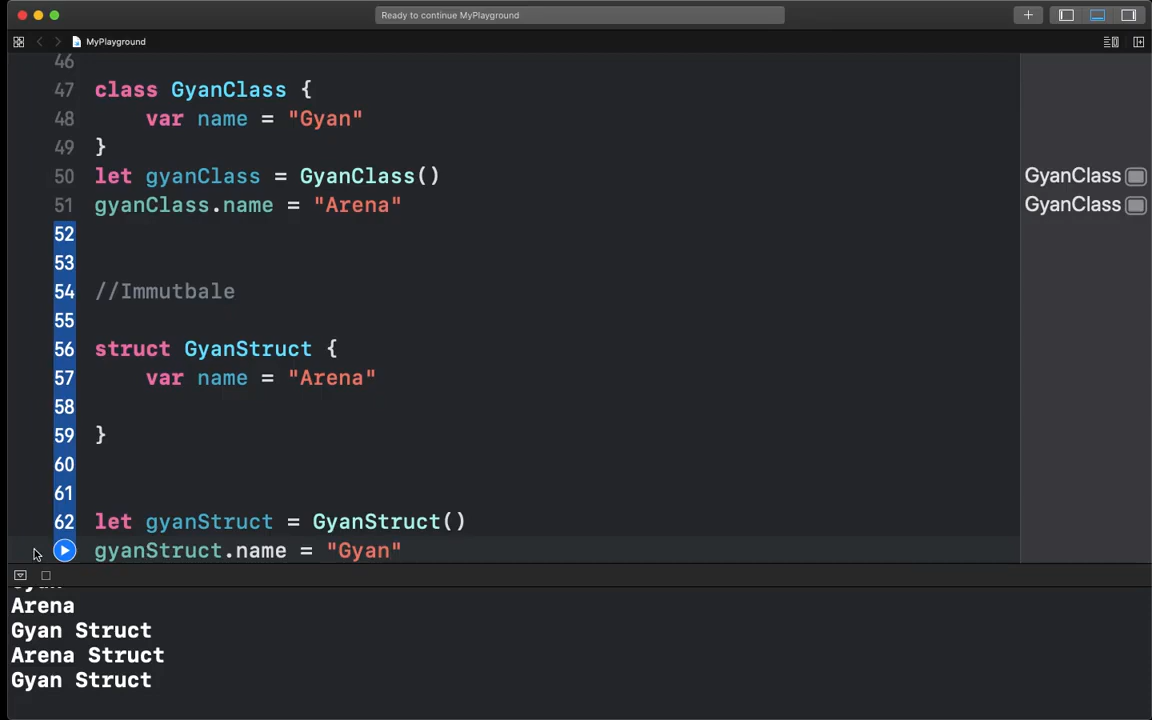 Ready to continue MyPlayground
MyPlayground
46
47 class GyanClass {
48 var name = "Gyan"
49 }
50 let gyanClass = GyanClass() GyanClass
51 gyanClass.name = "Arena" GyanClass
52
53
54 //Immutbale
55
56 struct GyanStruct {
57 var name = "Arena"
58
59 }
60
61
62 let gyanStruct = GyanStruct()
gyanStruct.name = "Gyan"
Arena
Gyan Struct
Arena Struct
Gyan Struct